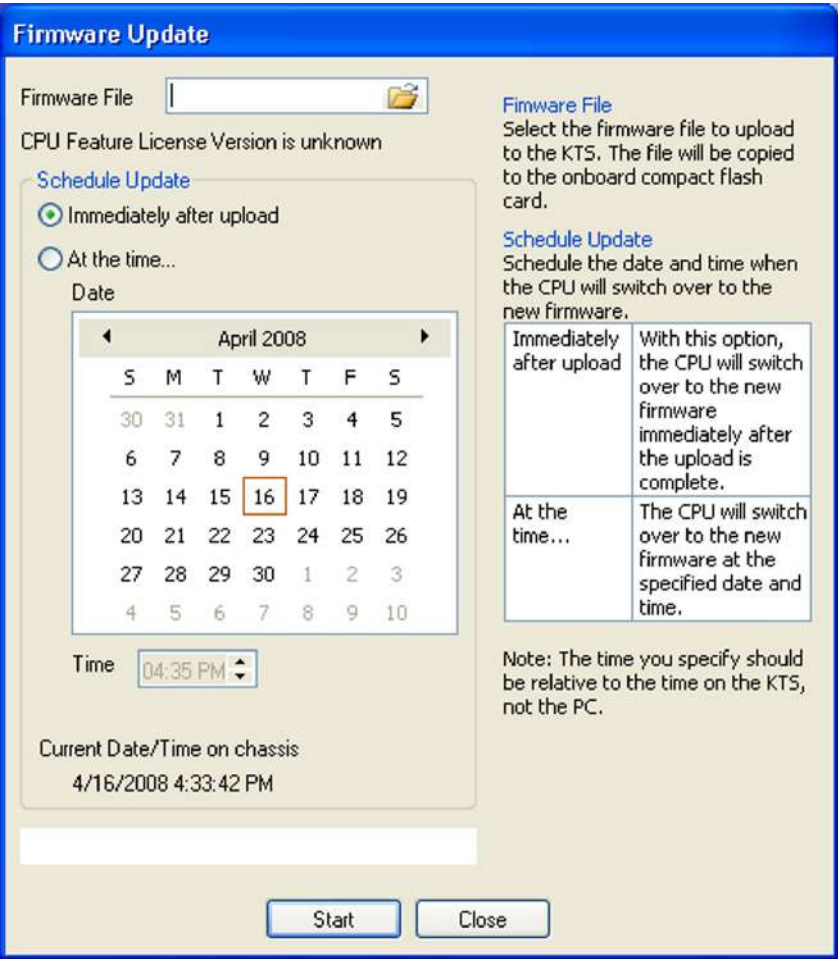 Firmware Update
Firmware File
CPU Feature License Version is unknown
Schedule Update
Immediately after upload
At the time...
Date
April 2008
S M T W T F S
30 31 1 2 3 4 5
6 7 8 9 10 11 12
13 14 15 16 17 18 19
20 21 22 23 24 25 26
27 28 29 30 1 2 3
4 5 6 7 8 9 10
Time 04:35 PM
Current Date/Time on chassis
4/16/2008 4:33:42 PM
Fimware File
Select the firmware file to upload
to the KTS. The file will be copied
to the onboard compact flash
card.
Schedule Update
Schedule the date and time when
the CPU will switch over to the
new firmware.
Immediately
after upload
With this option,
the CPU will switch
over to the new
firmware
immediately after
the upload is
complete.
At the
time...
The CPU will switch
over to the new
firmware at the
specified date and
time.
Note: The time you specify should
be relative to the time on the KTS,
not the PC.
Start
Close